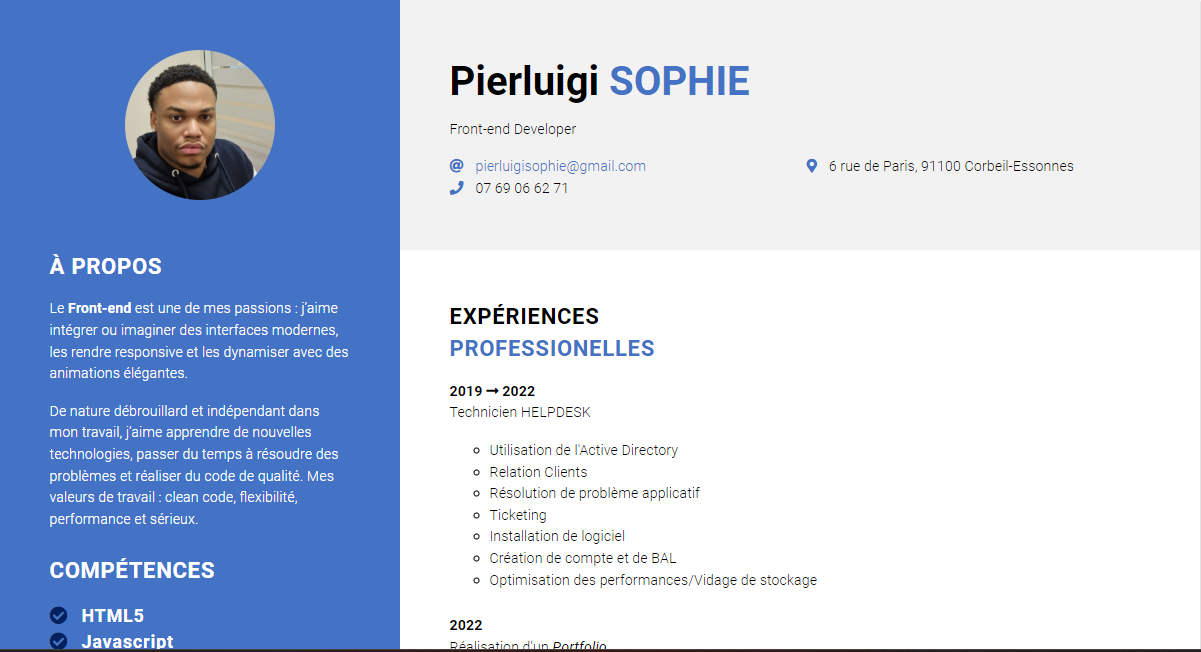 À PROPOS
Le Front-end est une de mes passions : j'aime
intégrer ou imaginer des interfaces modernes,
les rendre responsive et les dynamiser avec des
animations élégantes.
De nature débrouillard et indépendant dans
mon travail, j'aime apprendre de nouvelles
technologies, passer du temps à résoudre des
problèmes et réaliser du code de qualité. Mes
valeurs de travail : clean code, flexibilité,
performance et sérieux.
COMPÉTENCES
HTML5
Javascript
Pierluigi SOPHIE
Front-end Developer
pierluigisophie@gmail.com
07 69 06 62 71
6 rue de Paris, 91100 Corbeil-Essonnes
EXPÉRIENCES
PROFESSIONELLES
2019 ➞ 2022
Technicien HELPDESK
Utilisation de l'Active Directory
Relation Clients
Résolution de problème applicatif
Ticketing
Installation de logiciel
Création de compte et de BAL
Optimisation des performances/Vidage de stockage
2022
Réalisation d'un Portfolio